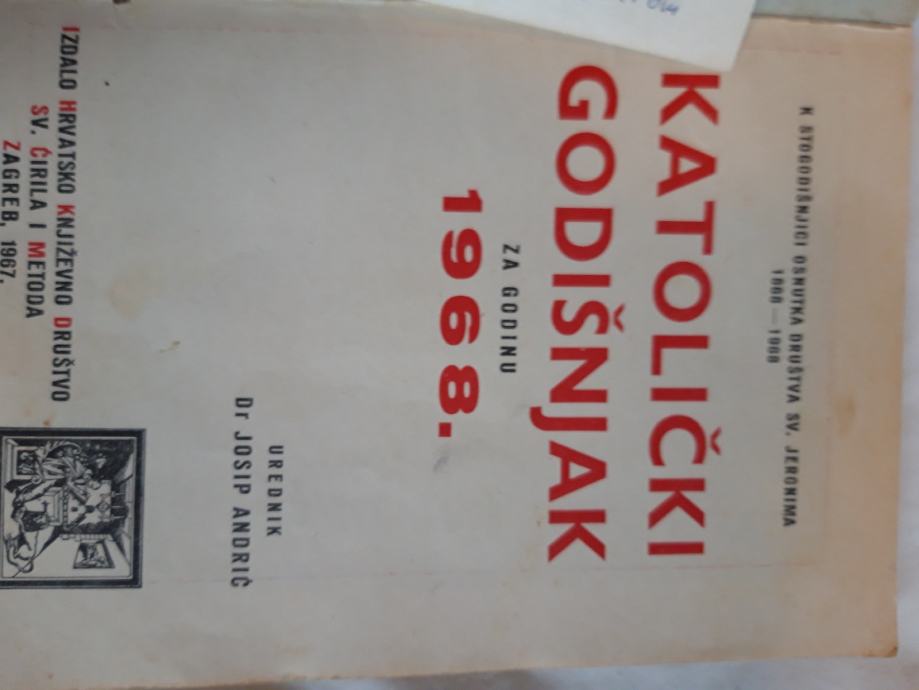 K STOGODIŠNJICI OSNUTKA DRUŠTVA SV. JERONIMA
1868 — 1968
KATOLIČKI
GODIŠNJAK
ZA GODINU
1968.
UREDNIK
Dr JOSIP ANDRIĆ
IZDALO HRVATSKO KNJIŽEVNO DRUŠTVO
SV. ĆIRILA I METODA
ZAGREB, 1967.